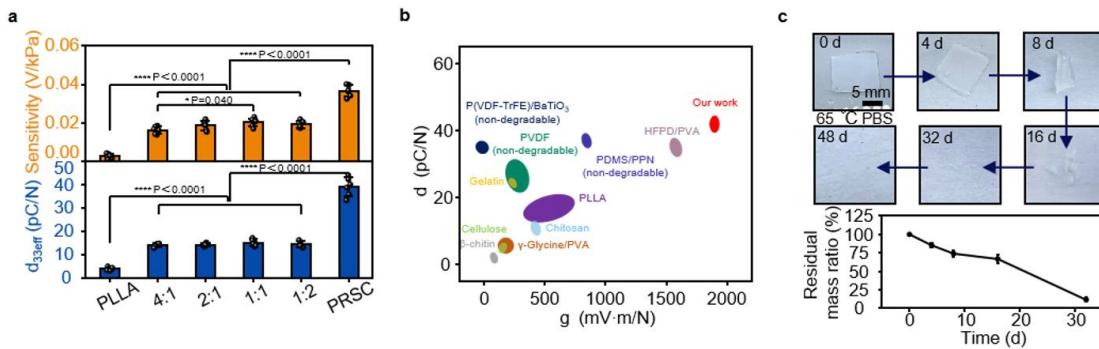 a
Sensitivity (V/kPa)
0.06
0.04
0.02
0.00
**** P<0.0001
**** P<0.0001
* P=0.040
d33eff (pC/N)
50
40
30
20
10
0
**** P<0.0001
**** P<0.0001
PLLA
4:1
2:1
1:1
1:2
PRSC
b
d (pC/N)
60
40
20
0
P(VDF-TrFE)/BaTiO3
(non-degradable)
PVDF
(non-degradable)
Gelatin
PDMS/PPN
(non-degradable)
HFPD/PVA
Our work
PLLA
Cellulose
Chitosan
β-chitin
γ-Glycine/PVA
0
500
1000
1500
2000
g (mV·m/N)
c
0 d
4 d
8 d
5 mm
65 °C PBS
48 d
32 d
16 d
Residual
mass ratio (%)
125
100
75
50
25
0
0
10
20
30
Time (d)